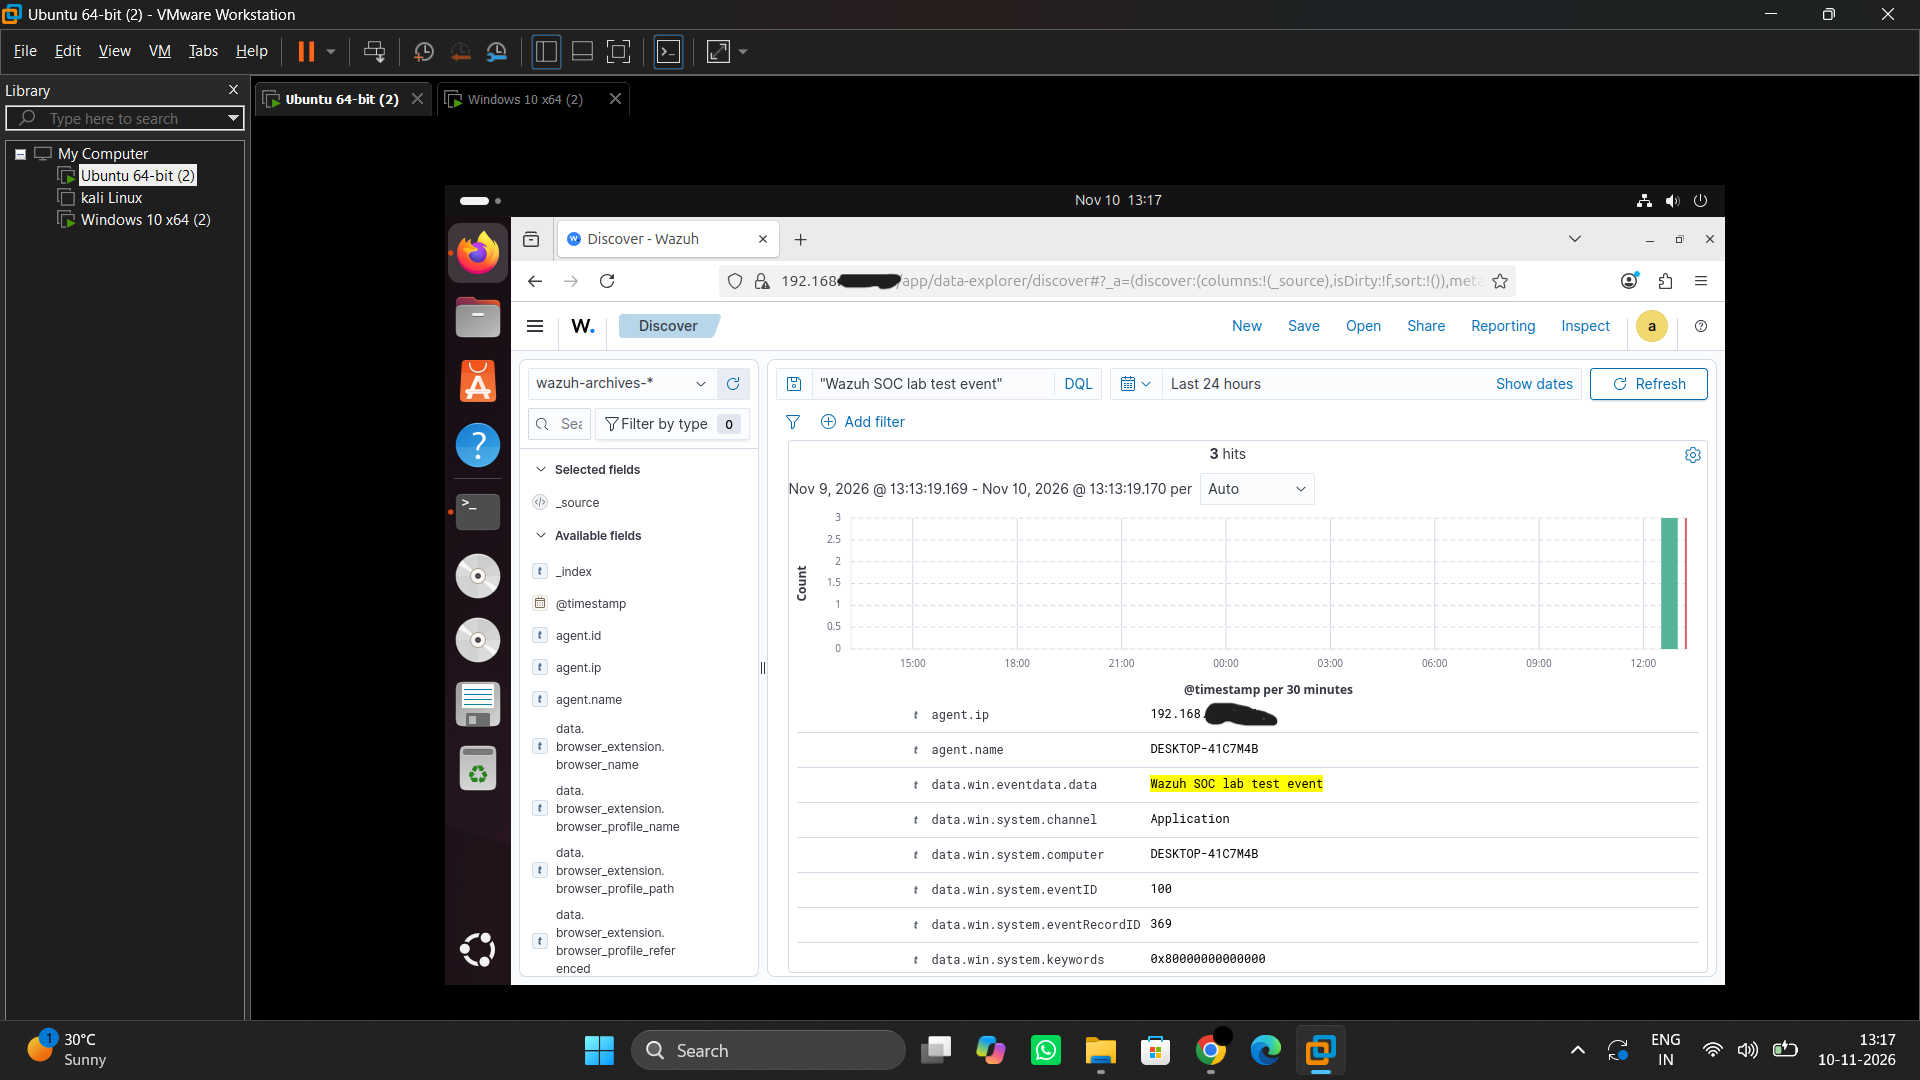 Ubuntu 64-bit (2) - VMware Workstation
File Edit View VM Tabs Help
Library
Type here to search
My Computer
Ubuntu 64-bit (2)
kali Linux
Windows 10 x64 (2)
Ubuntu 64-bit (2)
Windows 10 x64 (2)
Nov 10 13:17
Discover - Wazuh
192.168 /app/data-explorer/discover#?_a=(discover:(columns:!(_source),isDirty:!f,sort:!()),meta
W. Discover
New Save Open Share Reporting Inspect a
wazuh-archives-*
Sea Filter by type 0
Selected fields
_source
Available fields
_index
@timestamp
agent.id
agent.ip
agent.name
data.
browser_extension.
browser_name
data.
browser_extension.
browser_profile_name
data.
browser_extension.
browser_profile_path
data.
browser_extension.
browser_profile_refer
enced
"Wazuh SOC lab test event" DQL Last 24 hours Show dates Refresh
Add filter
3 hits
Nov 9, 2026 @ 13:13:19.169 - Nov 10, 2026 @ 13:13:19.170 per Auto
Count
3
2.5
2
1.5
1
0.5
0
15:00 18:00 21:00 00:00 03:00 06:00 09:00 12:00
@timestamp per 30 minutes
t agent.ip 192.168.
t agent.name DESKTOP-41C7M4B
t data.win.eventdata.data Wazuh SOC lab test event
t data.win.system.channel Application
t data.win.system.computer DESKTOP-41C7M4B
t data.win.system.eventID 100
t data.win.system.eventRecordID 369
t data.win.system.keywords 0x80000000000000
1
30°C
Sunny
Search
ENG
IN
13:17
10-11-2026